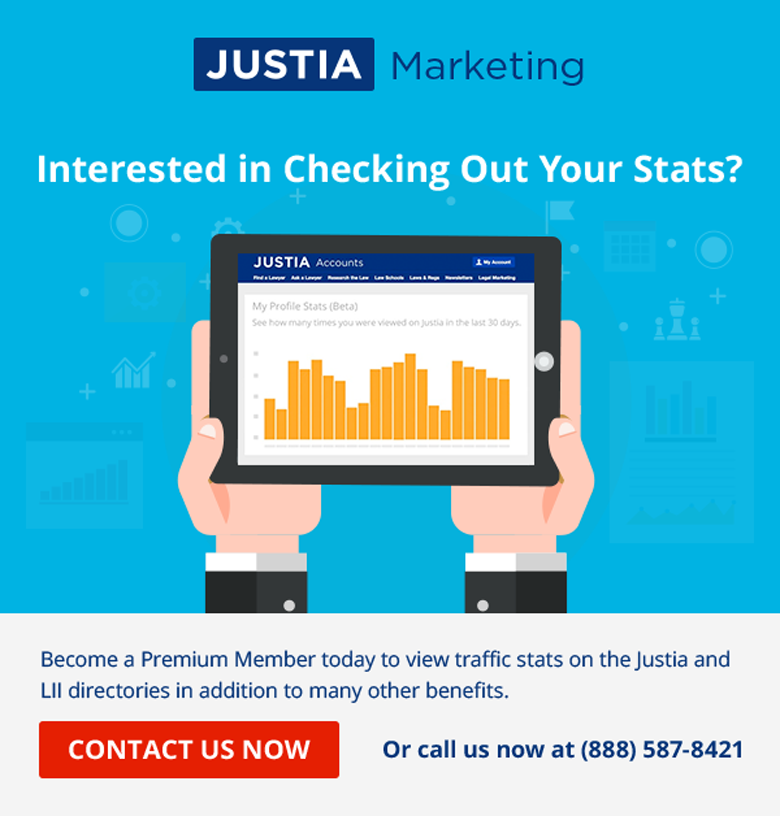 JUSTIA Marketing
Interested in Checking Out Your Stats?
JUSTIA Accounts
My Account
Find a Lawyer Ask a Lawyer Research the Law Law Schools Laws & Regs Newsletters Legal Marketing
My Profile Stats (Beta)
See how many times you were viewed on Justia in the last 30 days.
Become a Premium Member today to view traffic stats on the Justia and
LII directories in addition to many other benefits.
CONTACT US NOW
Or call us now at (888) 587-8421